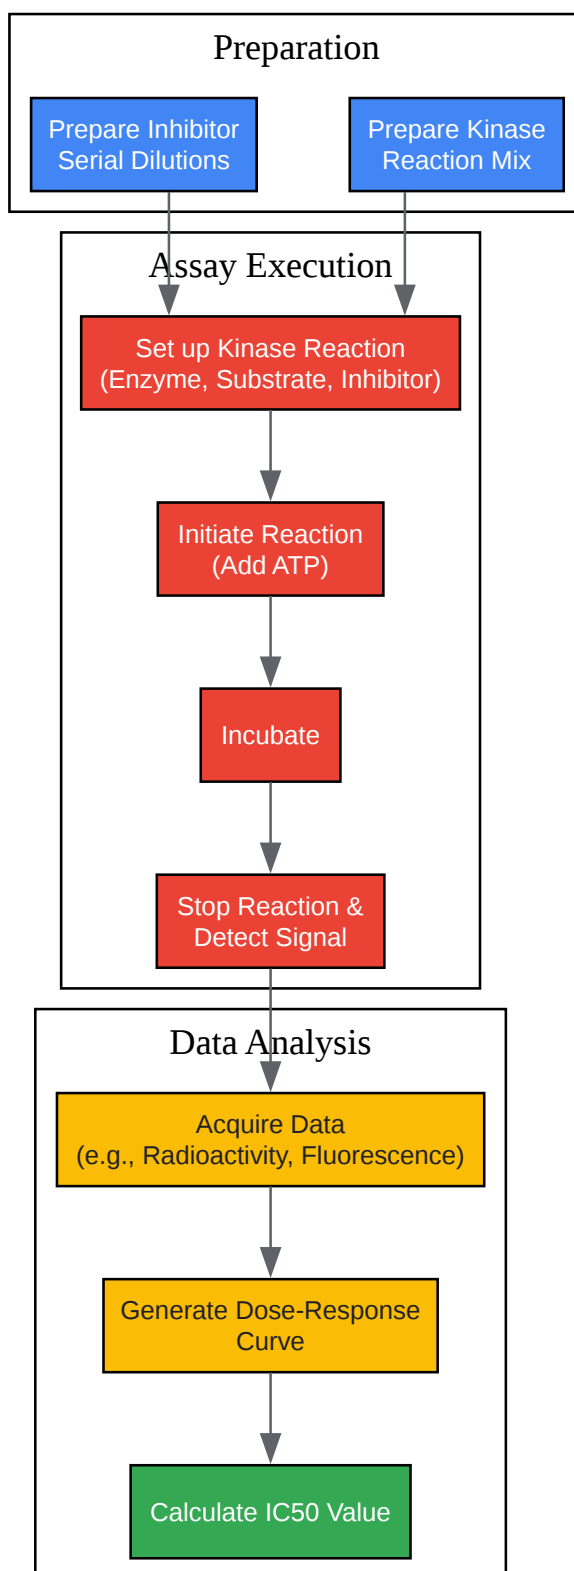 Preparation
Prepare Inhibitor
Serial Dilutions
Prepare Kinase
Reaction Mix
Assay Execution
Set up Kinase Reaction
(Enzyme, Substrate, Inhibitor)
Initiate Reaction
(Add ATP)
Incubate
Stop Reaction &
Detect Signal
Data Analysis
Acquire Data
(e.g., Radioactivity, Fluorescence)
Generate Dose-Response
Curve
Calculate IC50 Value